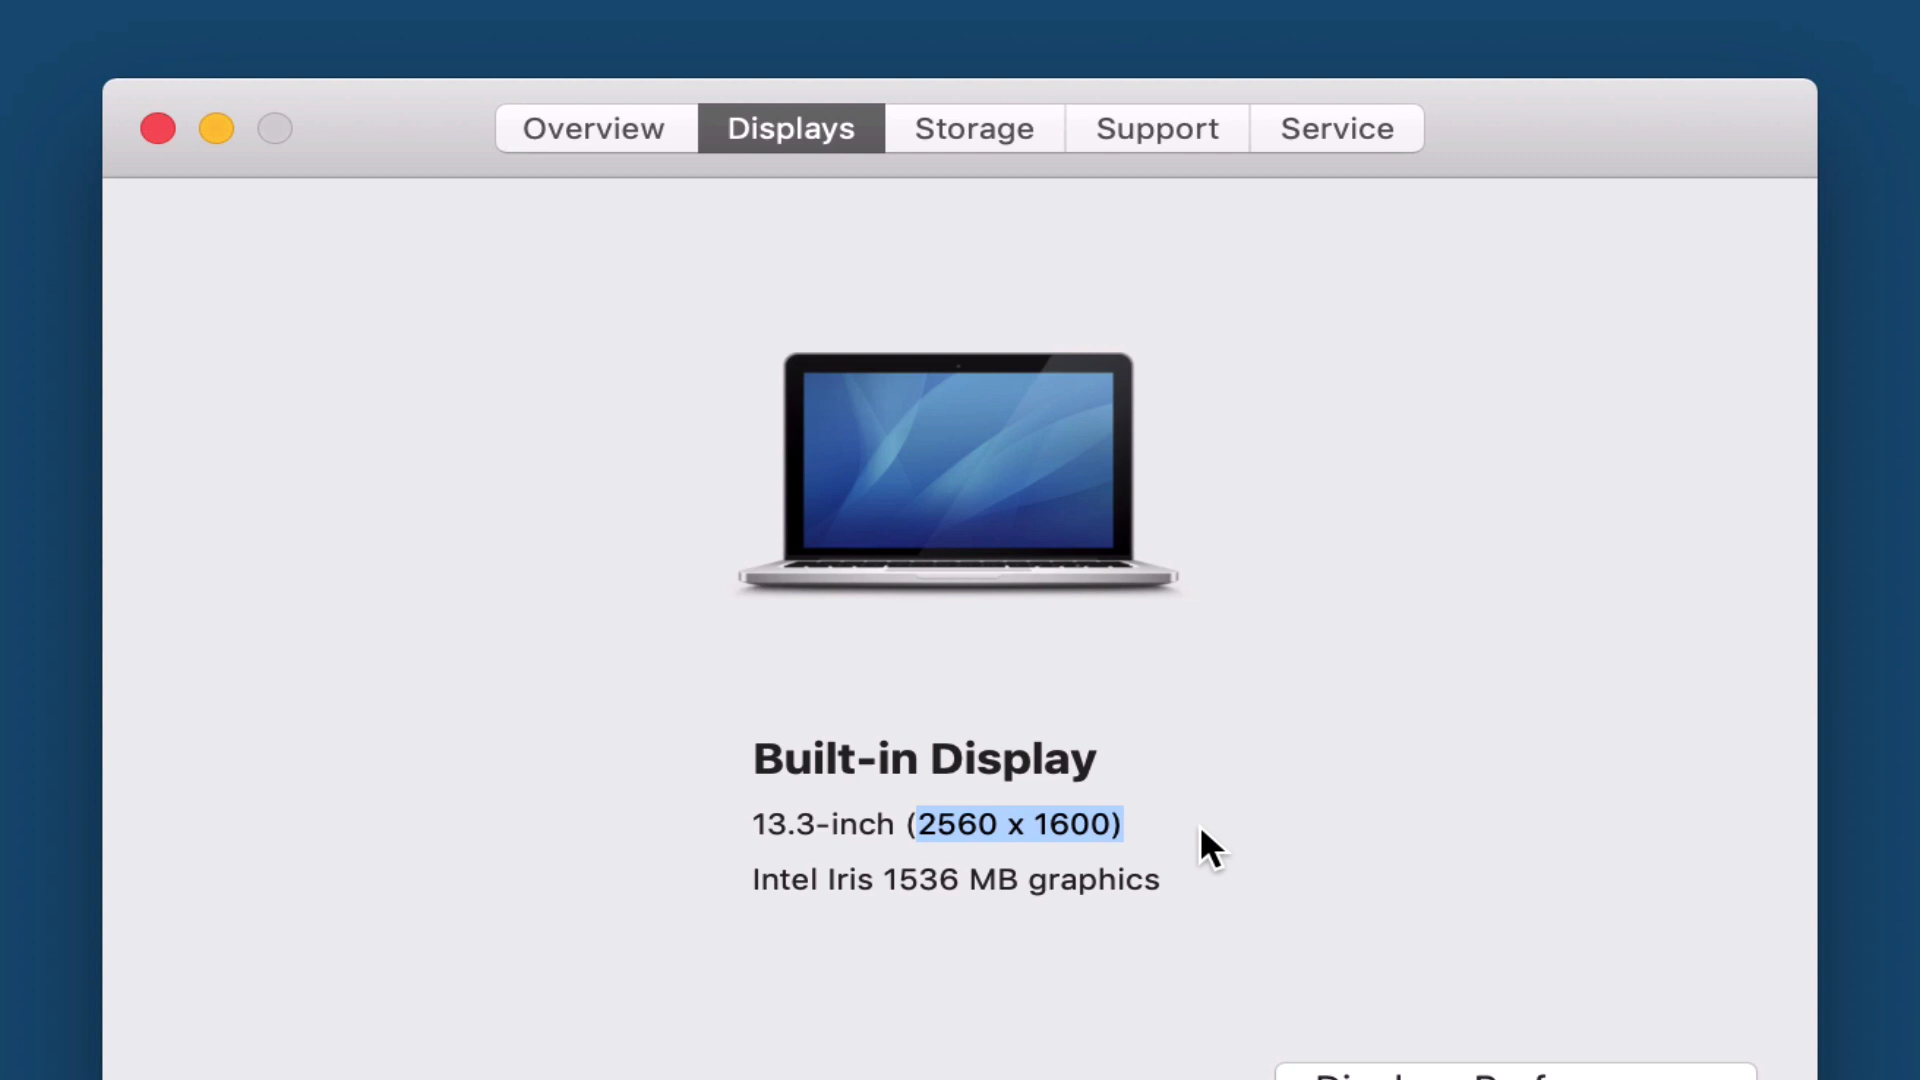 Overview Displays Storage Support Service
Built-in Display
13.3-inch (2560 x 1600)
Intel Iris 1536 MB graphics